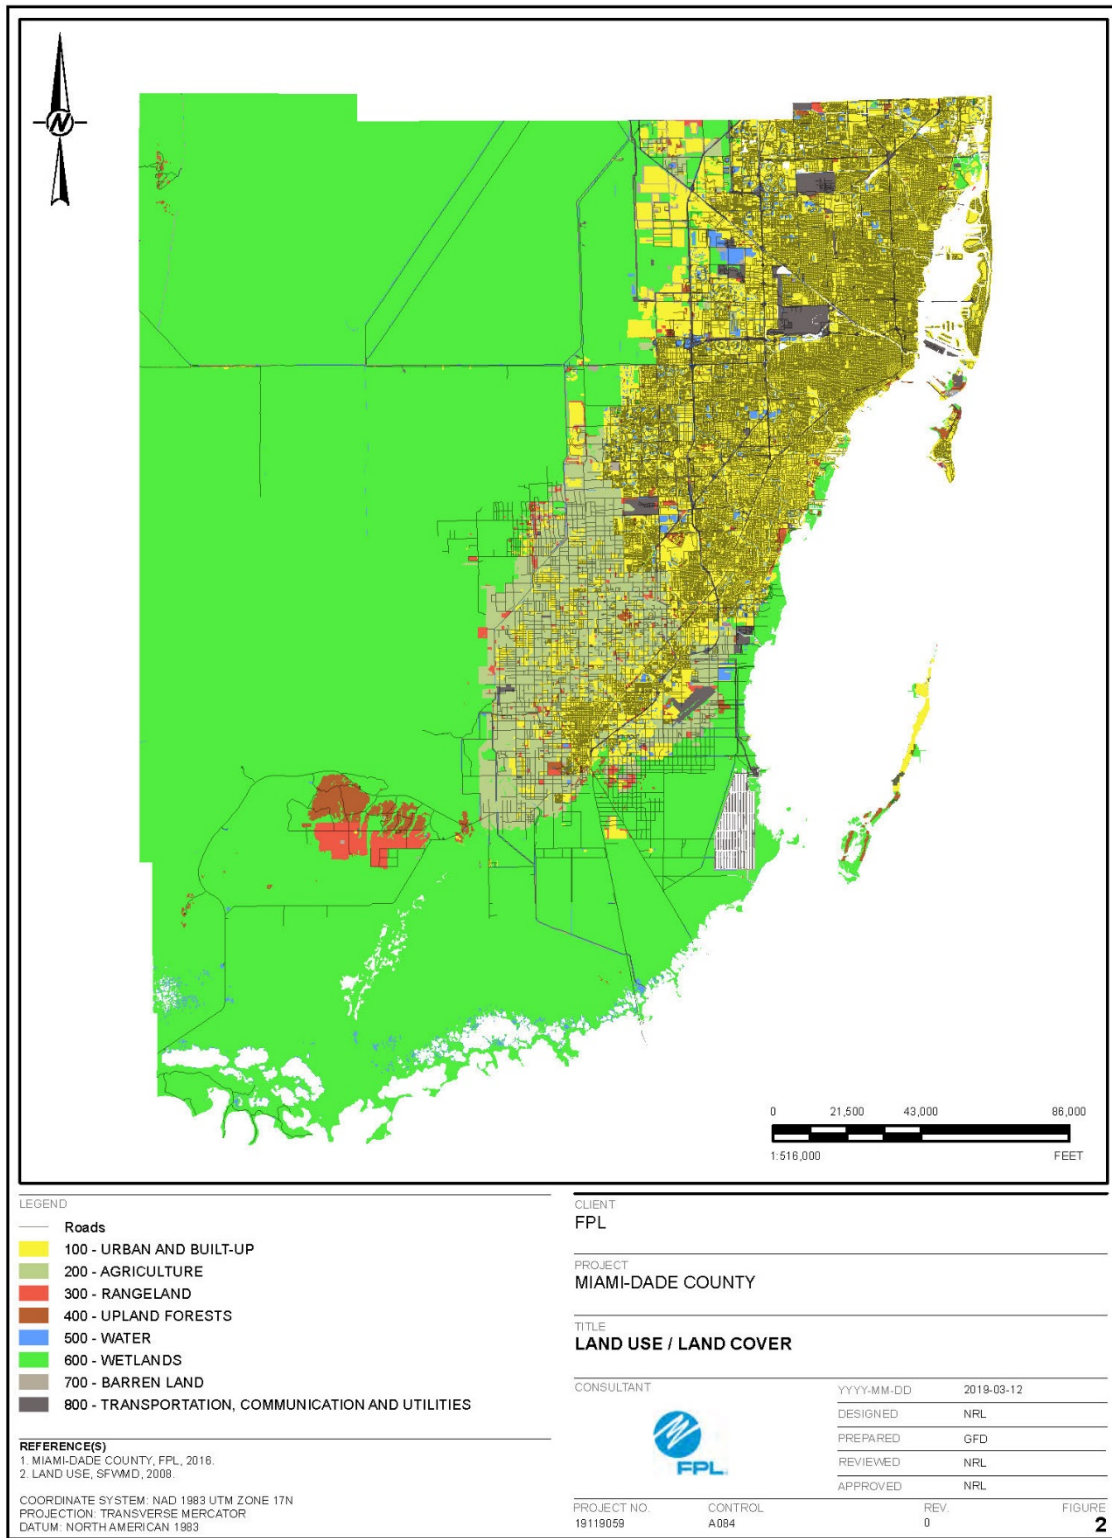 N
0 21,500 43,000 86,000
1:516,000 FEET
LEGEND
Roads
100 - URBAN AND BUILT-UP
200 - AGRICULTURE
300 - RANGELAND
400 - UPLAND FORESTS
500 - WATER
600 - WETLANDS
700 - BARREN LAND
800 - TRANSPORTATION, COMMUNICATION AND UTILITIES
REFERENCE(S)
1. MIAMI-DADE COUNTY, FPL, 2016.
2. LAND USE, SFWMD, 2008.
COORDINATE SYSTEM: NAD 1983 UTM ZONE 17N
PROJECTION: TRANSVERSE MERCATOR
DATUM: NORTH AMERICAN 1983
CLIENT
FPL
PROJECT
MIAMI-DADE COUNTY
TITLE
LAND USE / LAND COVER
CONSULTANT
FPL.
YYYY-MM-DD 2019-03-12
DESIGNED NRL
PREPARED GFD
REVIEWED NRL
APPROVED NRL
PROJECT NO. CONTROL REV. FIGURE
19119059 A084 0 2